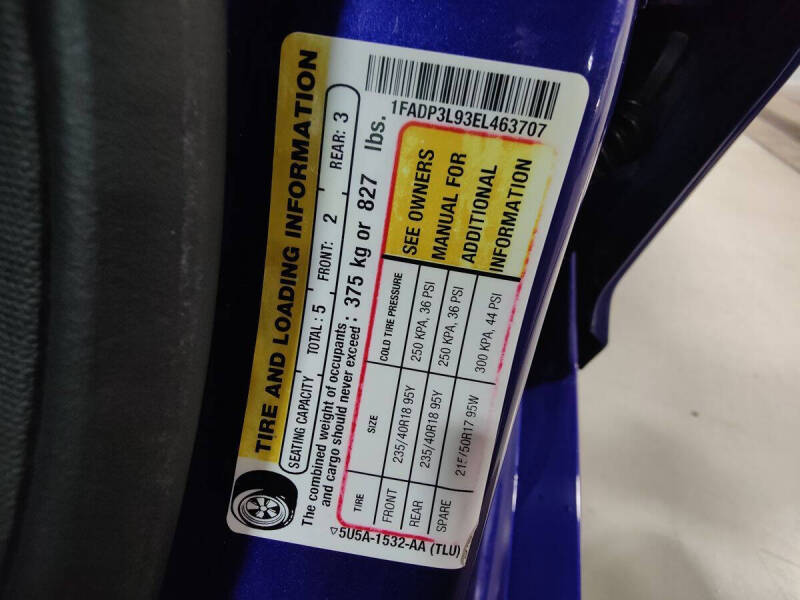 1FADP3L93EL463707
TIRE AND LOADING INFORMATION
SEATING CAPACITY TOTAL : 5 FRONT: 2 REAR: 3
The combined weight of occupants
and cargo should never exceed : 375 kg or 827 lbs.
TIRE SIZE COLD TIRE PRESSURE
FRONT 235/40R18 95Y 250 KPA, 36 PSI
REAR 235/40R18 95Y 250 KPA, 36 PSI
SPARE 215/50R17 95W 300 KPA, 44 PSI
SEE OWNERS
MANUAL FOR
ADDITIONAL
INFORMATION
▽5U5A-1532-AA (TLU)